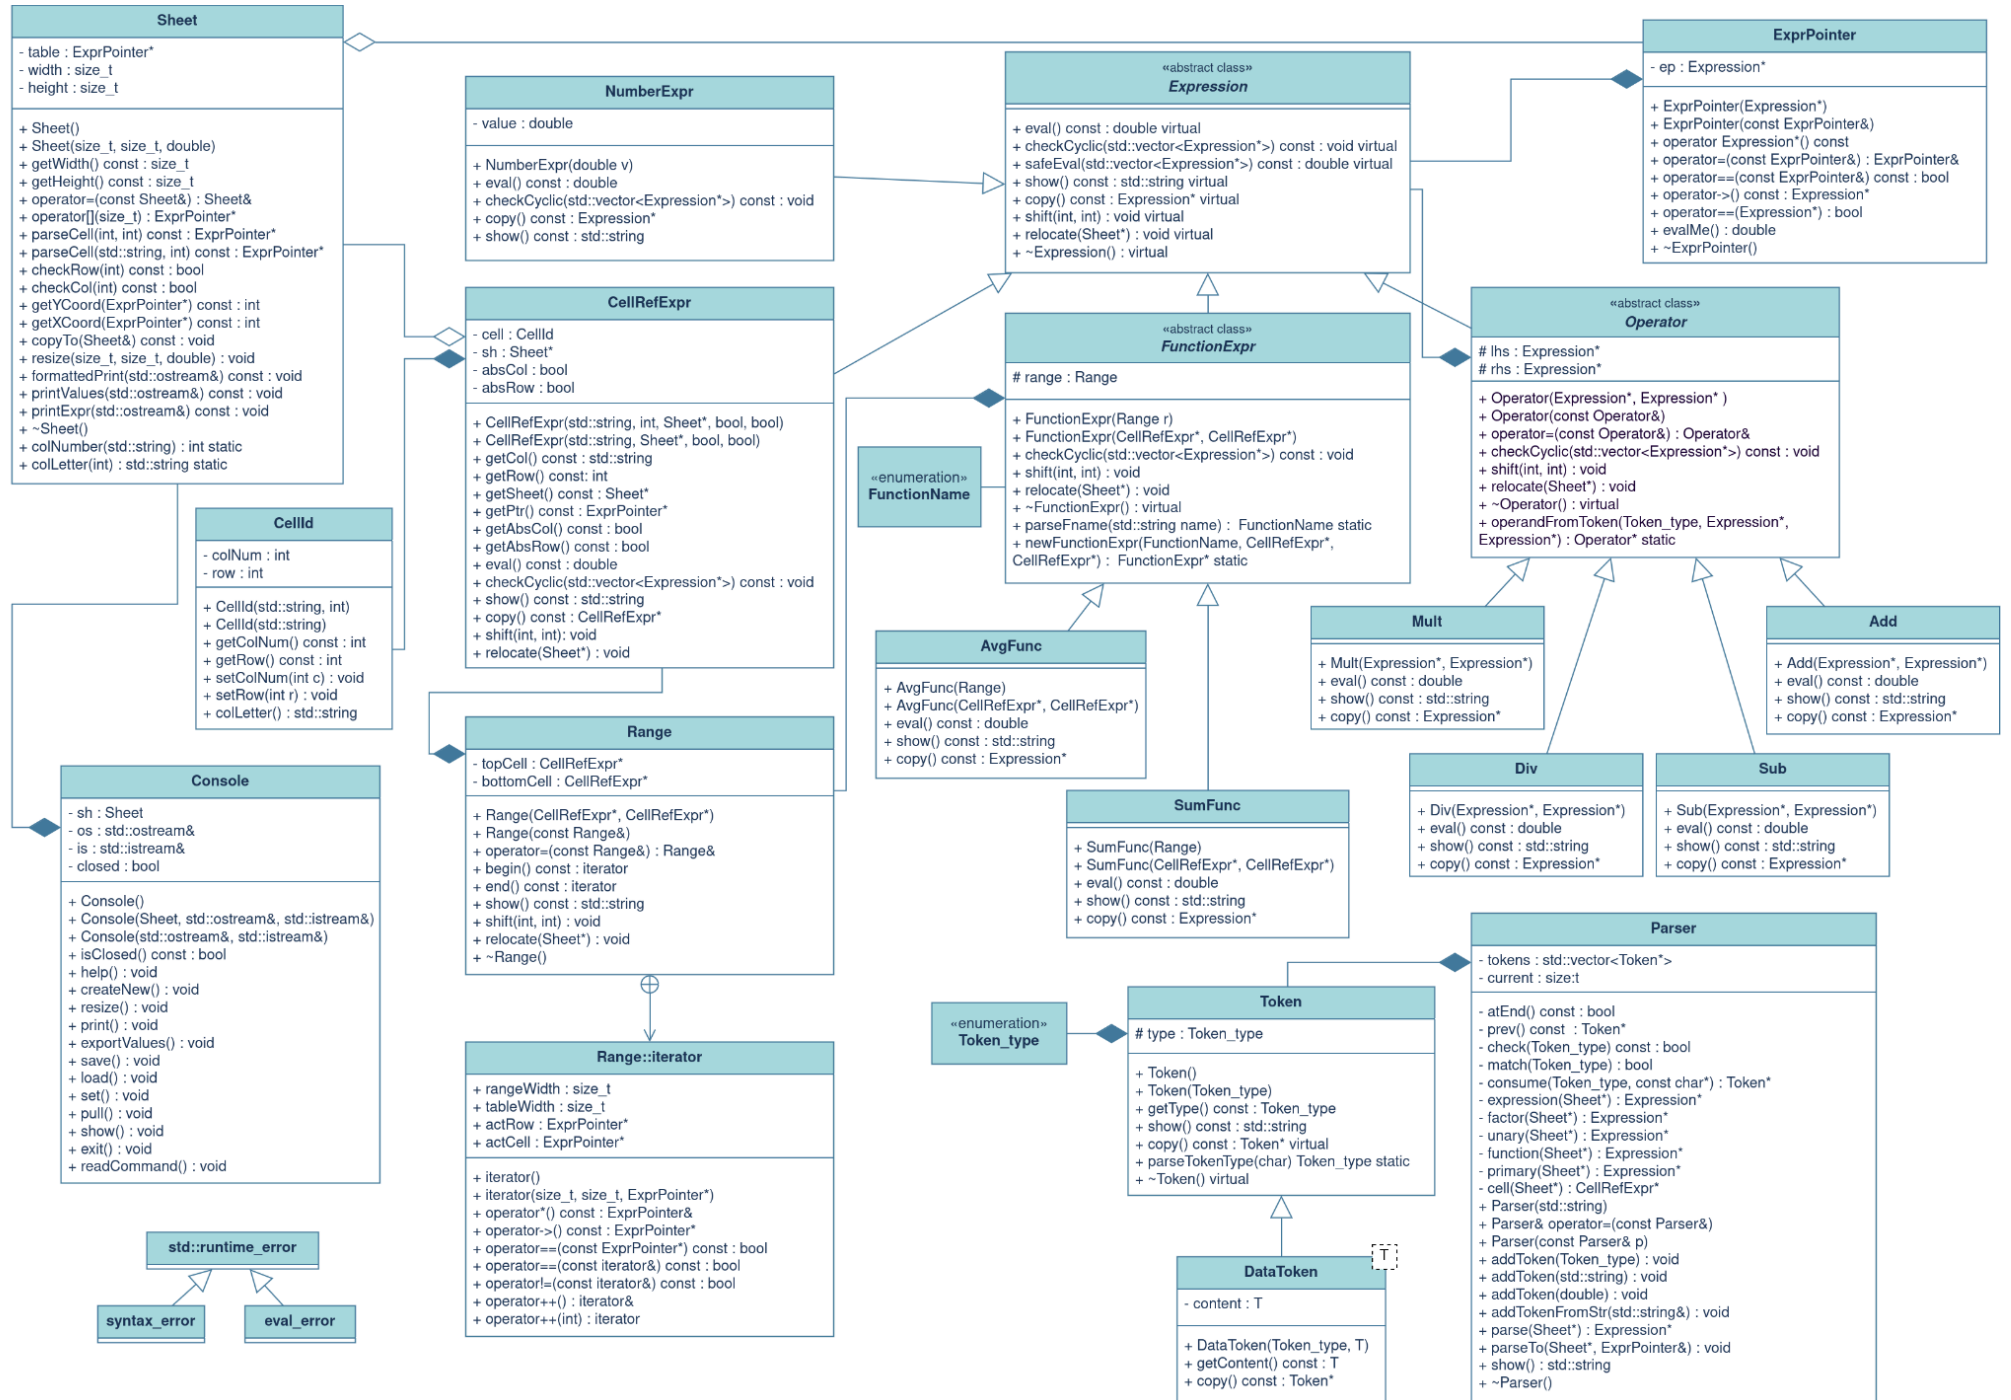 Sheet
- table : ExprPointer*
- width : size_t
- height : size_t
+ Sheet()
+ Sheet(size_t, size_t, double)
+ getWidth() const : size_t
+ getHeight() const : size_t
+ operator=(const Sheet&) : Sheet&
+ operator[](size_t) : ExprPointer*
+ parseCell(int, int) const : ExprPointer*
+ parseCell(std::string, int) const : ExprPointer*
+ checkRow(int) const : bool
+ checkCol(int) const : bool
+ getYCoord(ExprPointer*) const : int
+ getXCoord(ExprPointer*) const : int
+ copyTo(Sheet&) const : void
+ resize(size_t, size_t, double) : void
+ formattedPrint(std::ostream&) const : void
+ printValues(std::ostream&) const : void
+ printExpr(std::ostream&) const : void
+ ~Sheet()
+ colNumber(std::string) : int static
+ colLetter(int) : std::string static
CellId
- colNum : int
- row : int
+ CellId(std::string, int)
+ CellId(std::string)
+ getColNum() const : int
+ getRow() const : int
+ setColNum(int c) : void
+ setRow(int r) : void
+ colLetter() : std::string
Console
- sh : Sheet
- os : std::ostream&
- is : std::istream&
- closed : bool
+ Console()
+ Console(Sheet, std::ostream&, std::istream&)
+ Console(std::ostream&, std::istream&)
+ isClosed() const : bool
+ help() : void
+ createNew() : void
+ resize() : void
+ print() : void
+ exportValues() : void
+ save() : void
+ load() : void
+ set() : void
+ pull() : void
+ show() : void
+ exit() : void
+ readCommand() : void
std::runtime_error
syntax_error
eval_error
NumberExpr
- value : double
+ NumberExpr(double v)
+ eval() const : double
+ checkCyclic(std::vector<Expression*>) const : void
+ copy() const : Expression*
+ show() const : std::string
CellRefExpr
- cell : CellId
- sh : Sheet*
- absCol : bool
- absRow : bool
+ CellRefExpr(std::string, int, Sheet*, bool, bool)
+ CellRefExpr(std::string, Sheet*, bool, bool)
+ getCol() const : std::string
+ getRow() const: int
+ getSheet() const : Sheet*
+ getPtr() const : ExprPointer*
+ getAbsCol() const : bool
+ getAbsRow() const : bool
+ eval() const : double
+ checkCyclic(std::vector<Expression*>) const : void
+ show() const : std::string
+ copy() const : CellRefExpr*
+ shift(int, int): void
+ relocate(Sheet*) : void
Range
- topCell : CellRefExpr*
- bottomCell : CellRefExpr*
+ Range(CellRefExpr*, CellRefExpr*)
+ Range(const Range&)
+ operator=(const Range&) : Range&
+ begin() const : iterator
+ end() const : iterator
+ show() const : std::string
+ shift(int, int) : void
+ relocate(Sheet*) : void
+ ~Range()
Range::iterator
+ rangeWidth : size_t
+ tableWidth : size_t
+ actRow : ExprPointer*
+ actCell : ExprPointer*
+ iterator()
+ iterator(size_t, size_t, ExprPointer*)
+ operator*() const : ExprPointer&
+ operator->() const : ExprPointer*
+ operator==(const ExprPointer*) const : bool
+ operator==(const iterator&) const : bool
+ operator!=(const iterator&) const : bool
+ operator++() : iterator&
+ operator++(int) : iterator
«abstract class»
Expression
+ eval() const : double virtual
+ checkCyclic(std::vector<Expression*>) const : void virtual
+ safeEval(std::vector<Expression*>) const : double virtual
+ show() const : std::string virtual
+ copy() const : Expression* virtual
+ shift(int, int) : void virtual
+ relocate(Sheet*) : void virtual
+ ~Expression() : virtual
«abstract class»
FunctionExpr
# range : Range
+ FunctionExpr(Range r)
+ FunctionExpr(CellRefExpr*, CellRefExpr*)
+ checkCyclic(std::vector<Expression*>) const : void
+ shift(int, int) : void
+ relocate(Sheet*) : void
+ ~FunctionExpr() : virtual
+ parseFname(std::string name) : FunctionName static
+ newFunctionExpr(FunctionName, CellRefExpr*,
CellRefExpr*) : FunctionExpr* static
«enumeration»
FunctionName
AvgFunc
+ AvgFunc(Range)
+ AvgFunc(CellRefExpr*, CellRefExpr*)
+ eval() const : double
+ show() const : std::string
+ copy() const : Expression*
SumFunc
+ SumFunc(Range)
+ SumFunc(CellRefExpr*, CellRefExpr*)
+ eval() const : double
+ show() const : std::string
+ copy() const : Expression*
ExprPointer
- ep : Expression*
+ ExprPointer(Expression*)
+ ExprPointer(const ExprPointer&)
+ operator Expression*() const
+ operator=(const ExprPointer&) : ExprPointer&
+ operator==(const ExprPointer&) const : bool
+ operator->() const : Expression*
+ operator==(Expression*) : bool
+ evalMe() : double
+ ~ExprPointer()
«abstract class»
Operator
# lhs : Expression*
# rhs : Expression*
+ Operator(Expression*, Expression* )
+ Operator(const Operator&)
+ operator=(const Operator&) : Operator&
+ checkCyclic(std::vector<Expression*>) const : void
+ shift(int, int) : void
+ relocate(Sheet*) : void
+ ~Operator() : virtual
+ operandFromToken(Token_type, Expression*,
Expression*) : Operator* static
Mult
+ Mult(Expression*, Expression*)
+ eval() const : double
+ show() const : std::string
+ copy() const : Expression*
Add
+ Add(Expression*, Expression*)
+ eval() const : double
+ show() const : std::string
+ copy() const : Expression*
Div
+ Div(Expression*, Expression*)
+ eval() const : double
+ show() const : std::string
+ copy() const : Expression*
Sub
+ Sub(Expression*, Expression*)
+ eval() const : double
+ show() const : std::string
+ copy() const : Expression*
«enumeration»
Token_type
Token
# type : Token_type
+ Token()
+ Token(Token_type)
+ getType() const : Token_type
+ show() const : std::string
+ copy() const : Token* virtual
+ parseTokenType(char) Token_type static
+ ~Token() virtual
T
DataToken
- content : T
+ DataToken(Token_type, T)
+ getContent() const : T
+ copy() const : Token*
Parser
- tokens : std::vector<Token*>
- current : size:t
- atEnd() const : bool
- prev() const : Token*
- check(Token_type) const : bool
- match(Token_type) : bool
- consume(Token_type, const char*) : Token*
- expression(Sheet*) : Expression*
- factor(Sheet*) : Expression*
- unary(Sheet*) : Expression*
- function(Sheet*) : Expression*
- primary(Sheet*) : Expression*
- cell(Sheet*) : CellRefExpr*
+ Parser(std::string)
+ Parser& operator=(const Parser&)
+ Parser(const Parser& p)
+ addToken(Token_type) : void
+ addToken(std::string) : void
+ addToken(double) : void
+ addTokenFromStr(std::string&) : void
+ parse(Sheet*) : Expression*
+ parseTo(Sheet*, ExprPointer&) : void
+ show() : std::string
+ ~Parser()